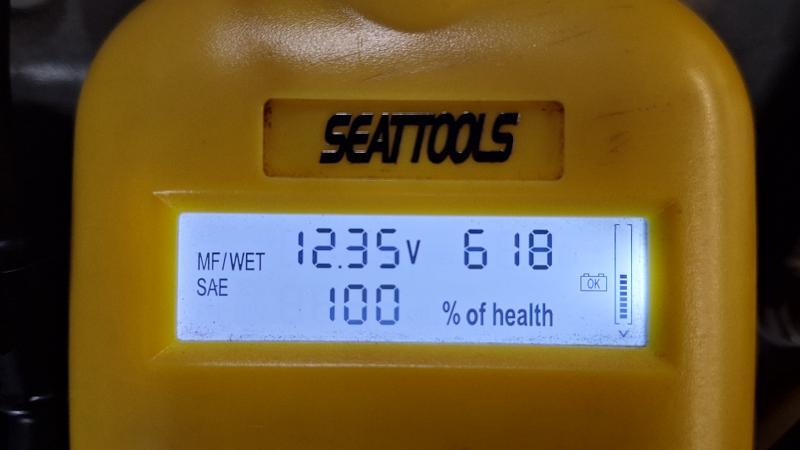 SEATTOOLS
MF/WET 12.35V 618
SAE 100 % of health
OK